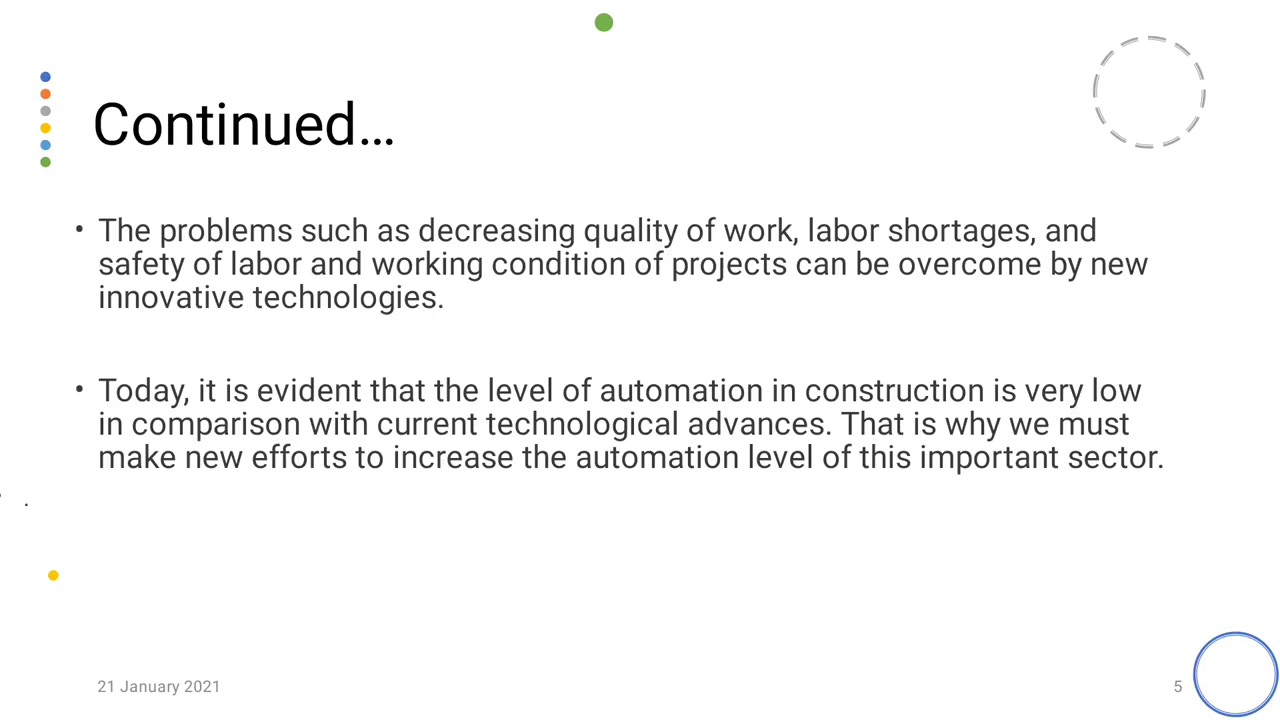 Continued…
• The problems such as decreasing quality of work, labor shortages, and
safety of labor and working condition of projects can be overcome by new
innovative technologies.
• Today, it is evident that the level of automation in construction is very low
in comparison with current technological advances. That is why we must
make new efforts to increase the automation level of this important sector.
21 January 2021
5